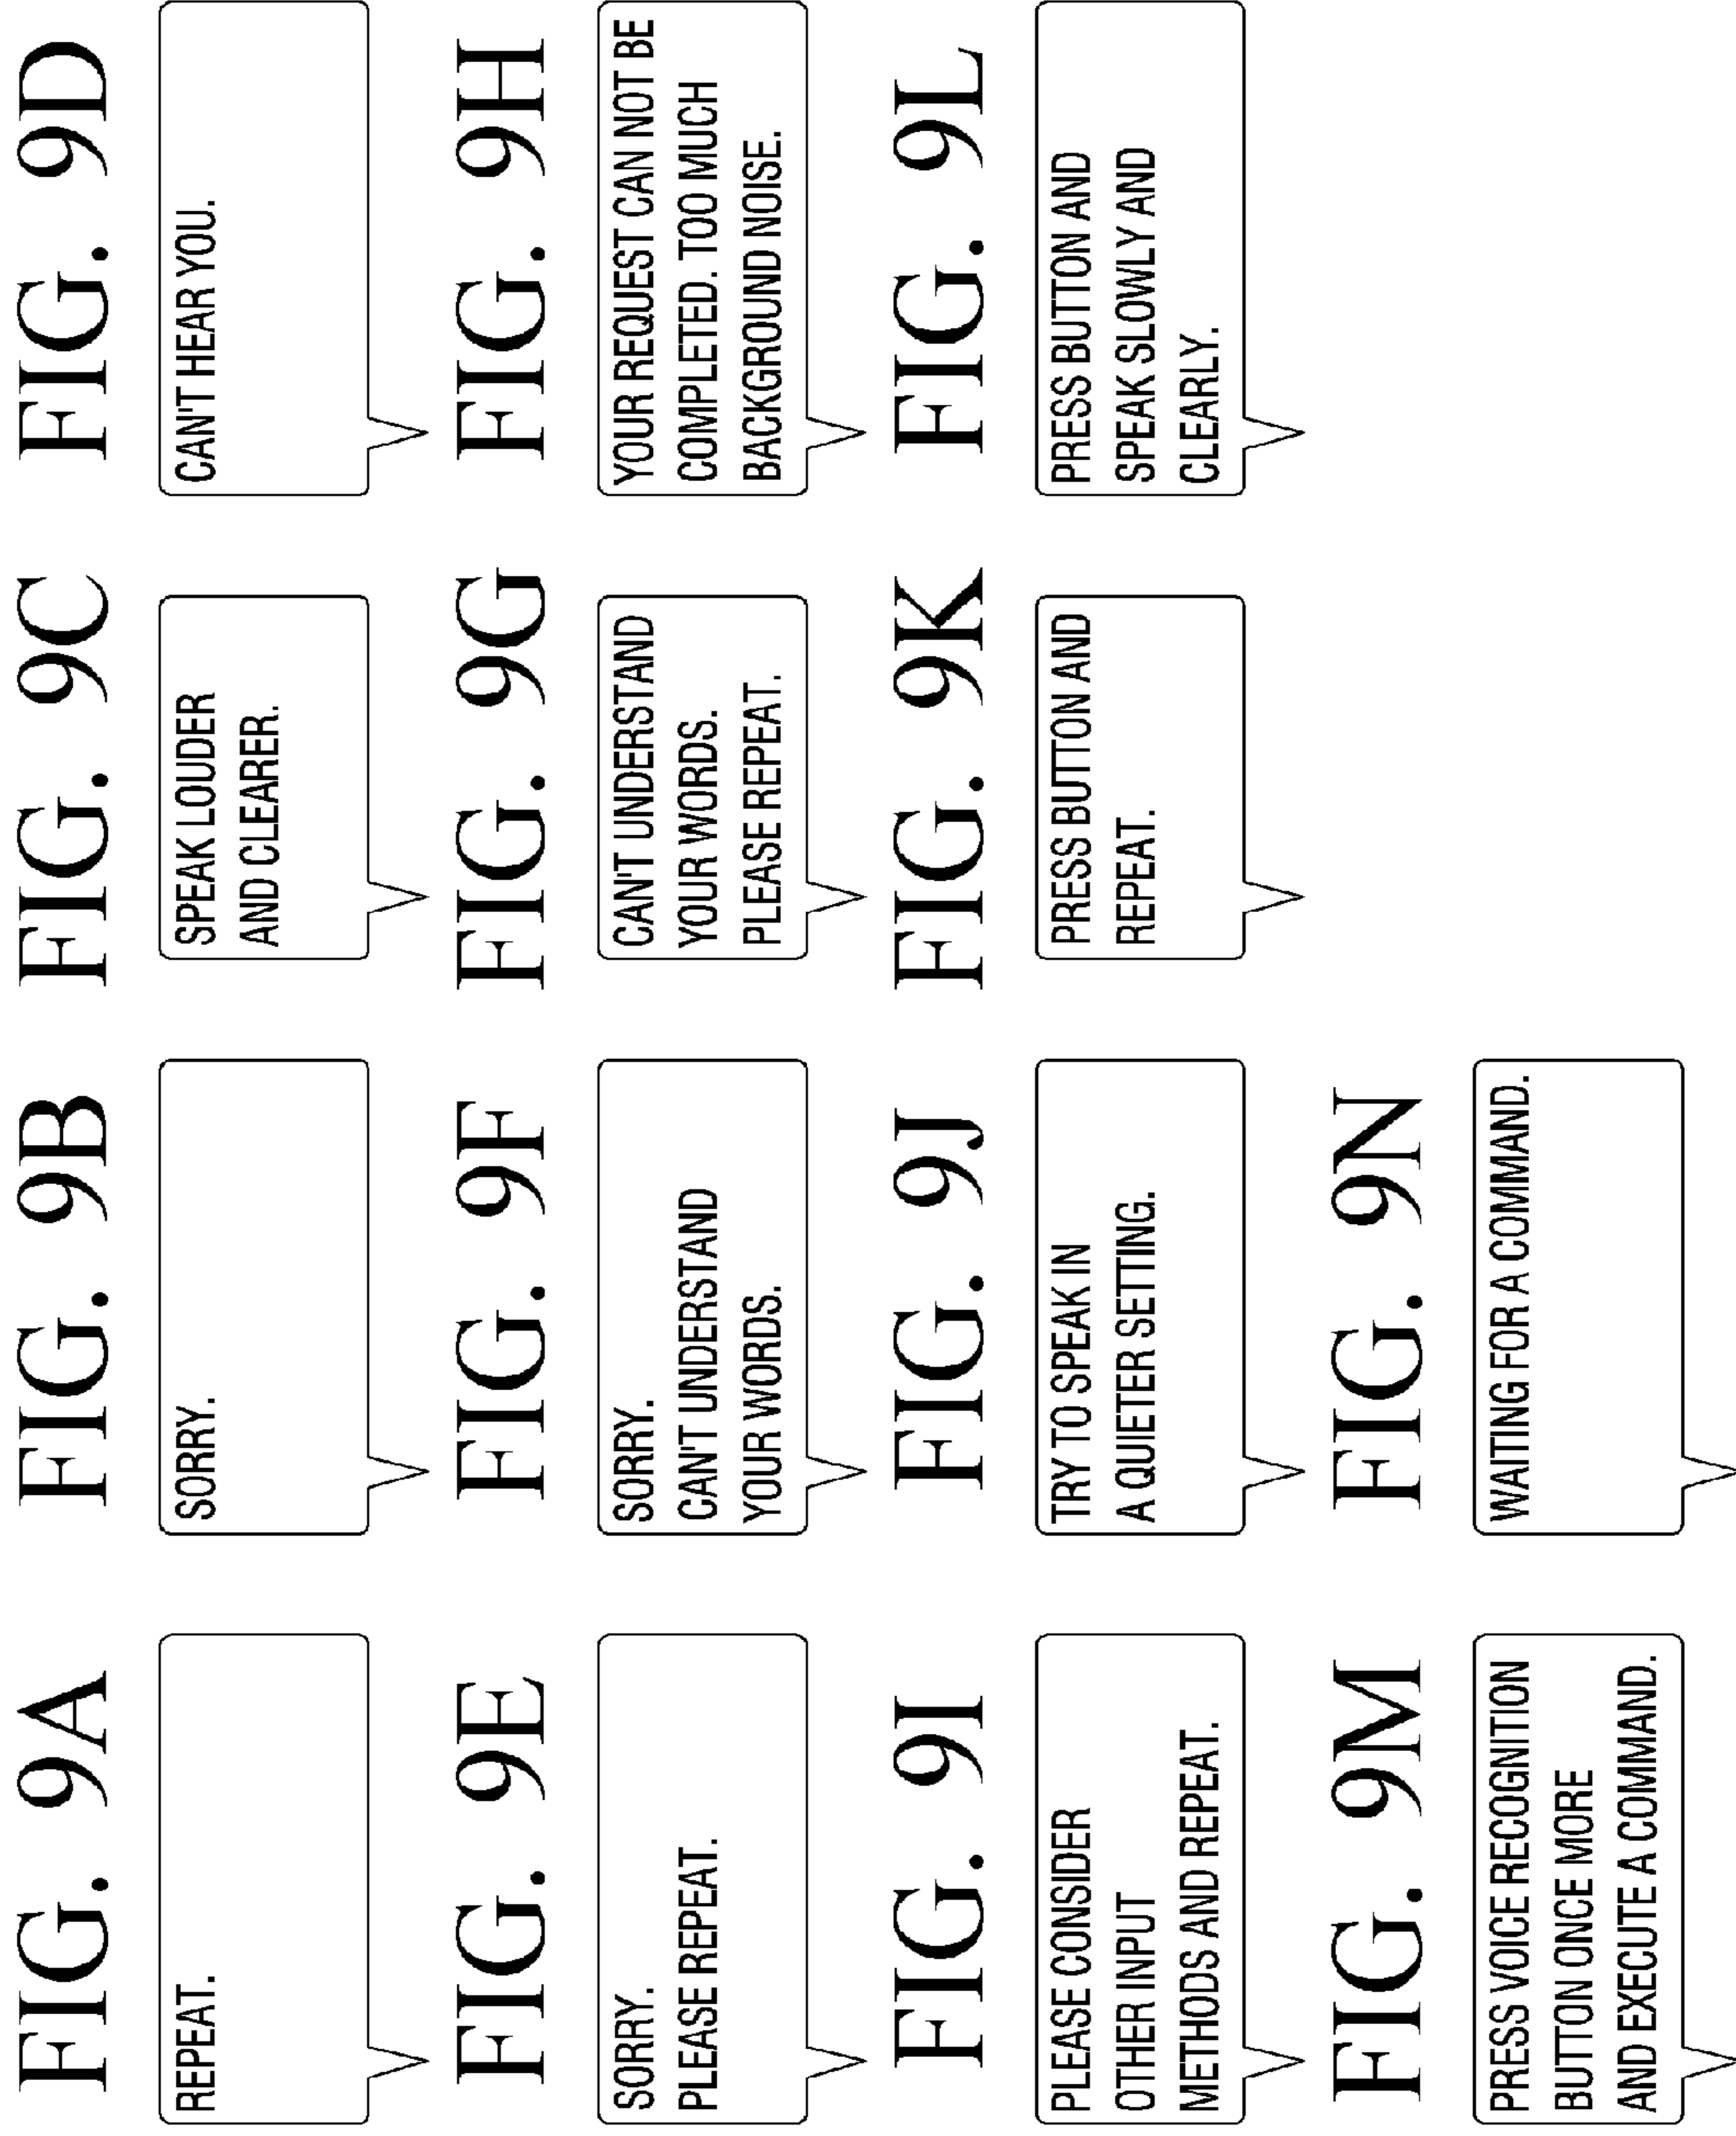 FIG. 9A
REPEAT.
FIG. 9B
SORRY.
FIG. 9C
SPEAK LOUDER
AND CLEARER.
FIG. 9D
CAN'T HEAR YOU.
FIG. 9E
SORRY.
PLEASE REPEAT.
FIG. 9F
SORRY.
CAN'T UNDERSTAND
YOUR WORDS.
FIG. 9G
CAN'T UNDERSTAND
YOUR WORDS.
PLEASE REPEAT.
FIG. 9H
YOUR REQUEST CAN NOT BE
COMPLETED. TOO MUCH
BACKGROUND NOISE.
FIG. 9I
PLEASE CONSIDER
OTHER INPUT
METHODS AND REPEAT.
FIG. 9J
TRY TO SPEAK IN
A QUIETER SETTING.
FIG. 9K
PRESS BUTTON AND
REPEAT.
FIG. 9L
PRESS BUTTON AND
SPEAK SLOWLY AND
CLEARLY.
FIG. 9M
PRESS VOICE RECOGNITION
BUTTON ONCE MORE
AND EXECUTE A COMMAND.
FIG. 9N
WAITING FOR A COMMAND.